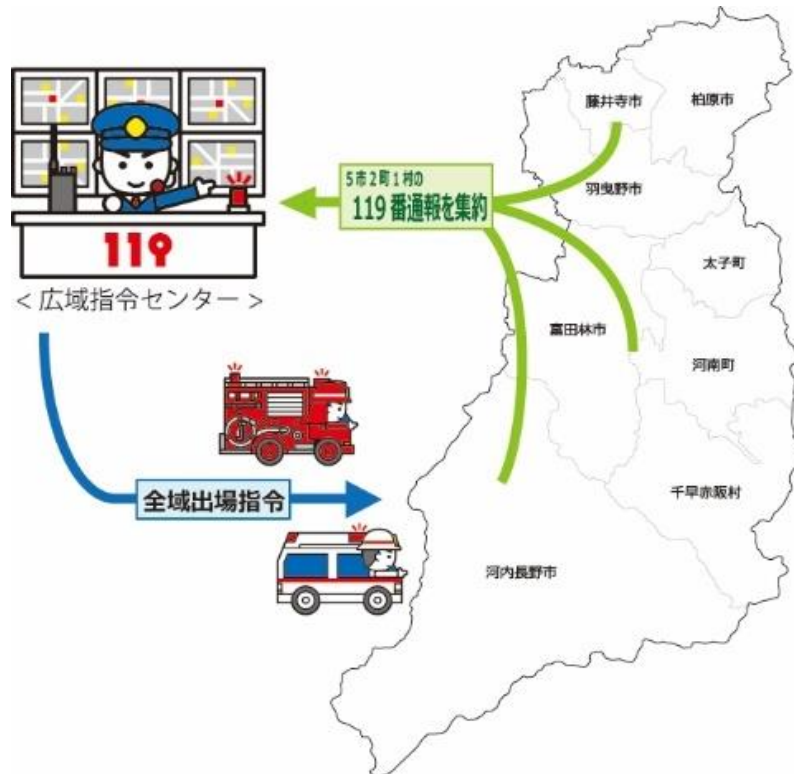 藤井寺市
柏原市
5市2町1村の
119番通報を集約
羽曳野市
119
太子町
<広域指令センター>
富田林市
河南町
全域出場指令
千早赤阪村
河内長野市